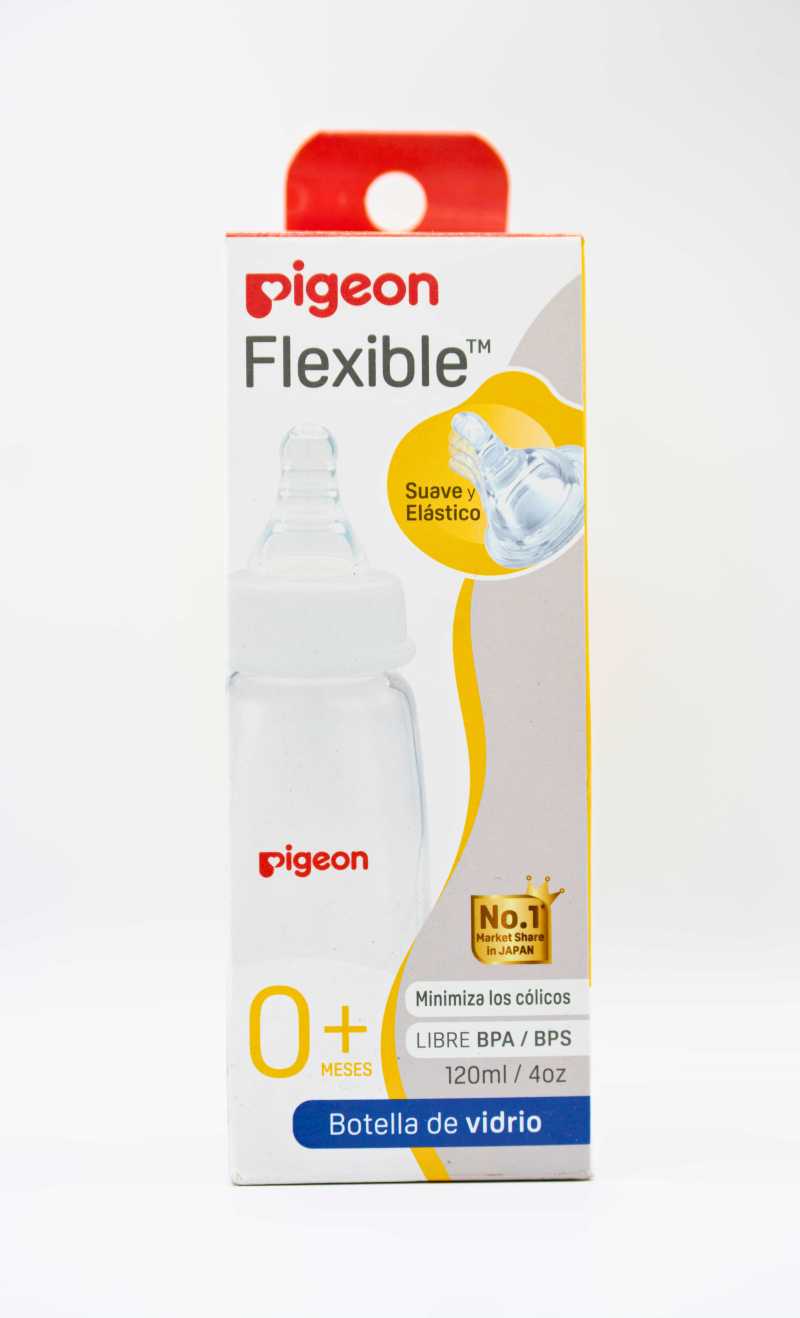 pigeon
Flexible™
Suave y
Elástico
pigeon
No.1*
Market Share
in JAPAN
0+
MESES
Minimiza los cólicos
LIBRE BPA / BPS
120ml / 4oz
Botella de vidrio